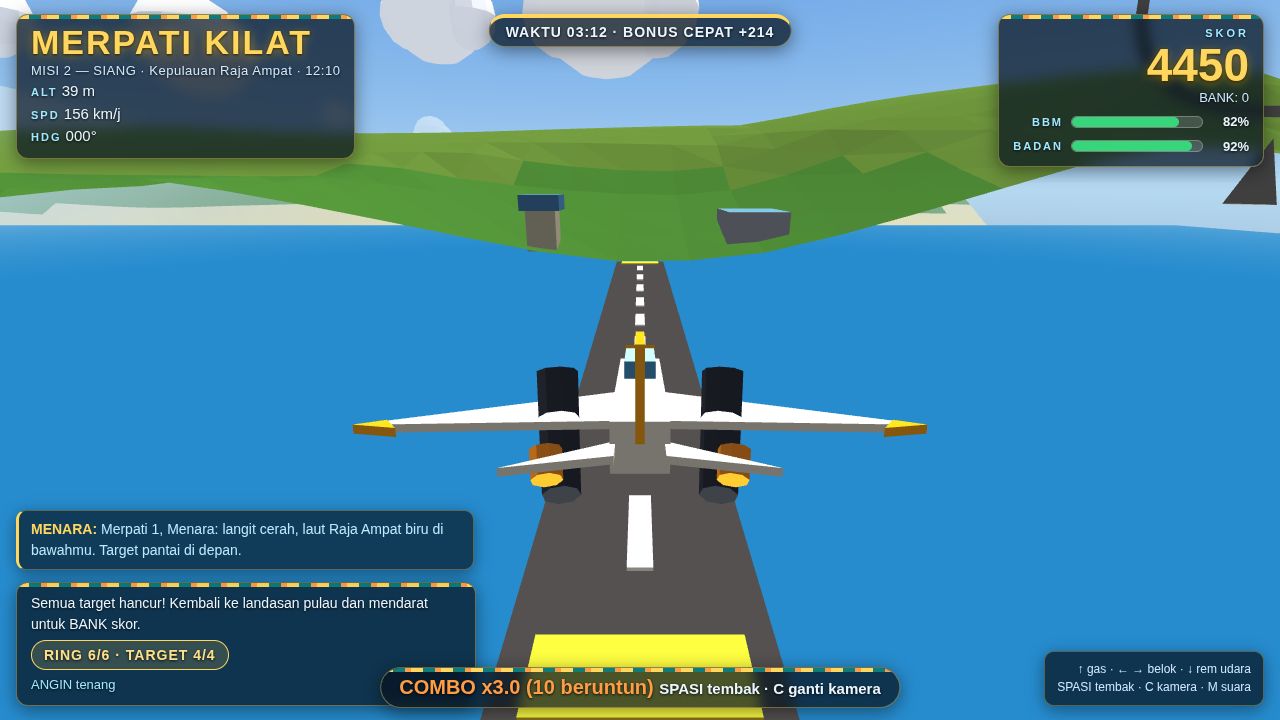 MERPATI KILAT
MISI 2 — SIANG · Kepulauan Raja Ampat · 12:10
ALT 39 m
SPD 156 km/j
HDG 000°
WAKTU 03:12 · BONUS CEPAT +214
SKOR
4450
BANK: 0
BBM 82%
BADAN 92%
MENARA: Merpati 1, Menara: langit cerah, laut Raja Ampat biru di
bawahmu. Target pantai di depan.
Semua target hancur! Kembali ke landasan pulau dan mendarat
untuk BANK skor.
RING 6/6 · TARGET 4/4
ANGIN tenang
COMBO x3.0 (10 beruntun) SPASI tembak · C ganti kamera
↑ gas · ← → belok · ↓ rem udara
SPASI tembak · C kamera · M suara